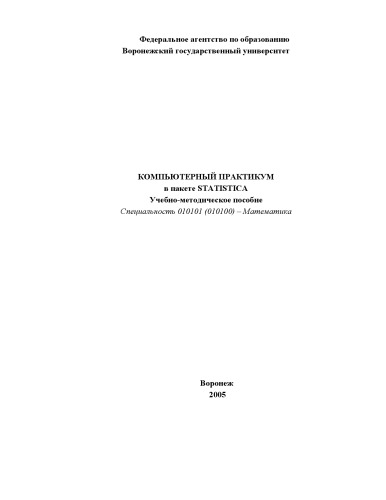 Федеральное агентство по образованию
Воронежский государственный университет
КОМПЬЮТЕРНЫЙ ПРАКТИКУМ
в пакете STATISTICA
Учебно-методическое пособие
Специальность 010101 (010100) – Математика
Воронеж
2005